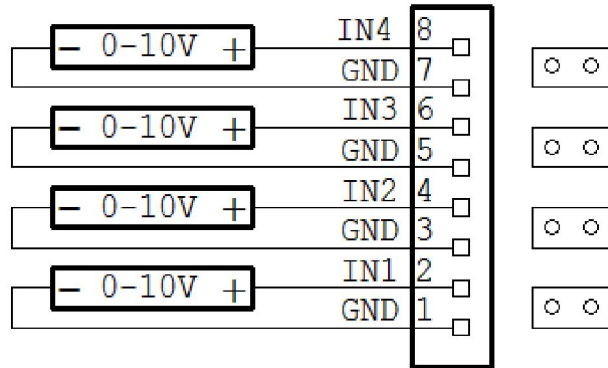 IN4 8
− 0-10V +
GND 7
IN3 6
− 0-10V +
GND 5
IN2 4
− 0-10V +
GND 3
IN1 2
− 0-10V +
GND 1